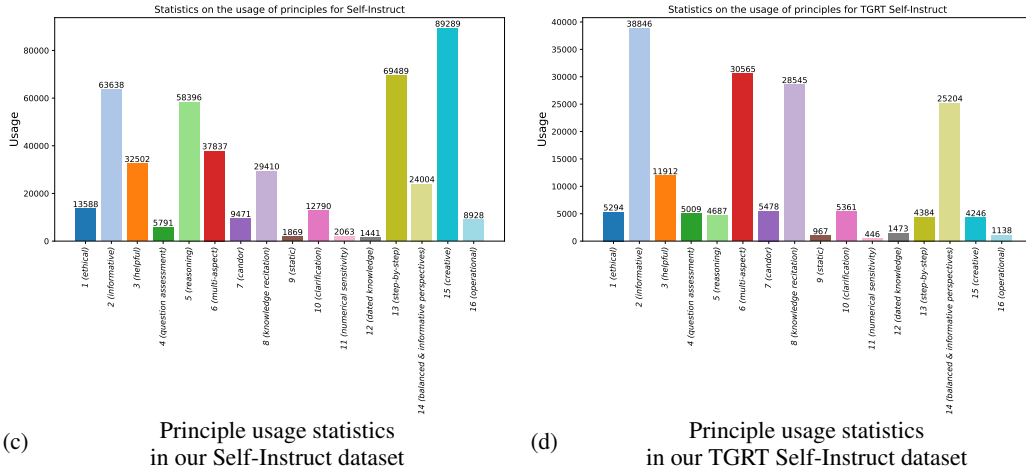 Statistics on the usage of principles for Self-Instruct
Usage
80000
60000
40000
20000
0
13588
63638
32502
5791
58396
37837
9471
29410
1869
12790
2063
1441
69489
24004
89289
8928
1 (ethical)
2 (informative)
3 (helpful)
4 (question assessment)
5 (reasoning)
6 (multi-aspect)
7 (candor)
8 (knowledge recitation)
9 (static)
10 (clarification)
11 (numerical sensitivity)
12 (dated knowledge)
13 (step-by-step)
14 (balanced & informative perspectives)
15 (creative)
16 (operational)
(c)
Principle usage statistics
in our Self-Instruct dataset
Statistics on the usage of principles for TGRT Self-Instruct
Usage
40000
35000
30000
25000
20000
15000
10000
5000
0
5294
38846
11912
5009
4687
30565
5478
28545
967
5361
446
1473
4384
25204
4246
1138
1 (ethical)
2 (informative)
3 (helpful)
4 (question assessment)
5 (reasoning)
6 (multi-aspect)
7 (candor)
8 (knowledge recitation)
9 (static)
10 (clarification)
11 (numerical sensitivity)
12 (dated knowledge)
13 (step-by-step)
14 (balanced & informative perspectives)
15 (creative)
16 (operational)
(d)
Principle usage statistics
in our TGRT Self-Instruct dataset